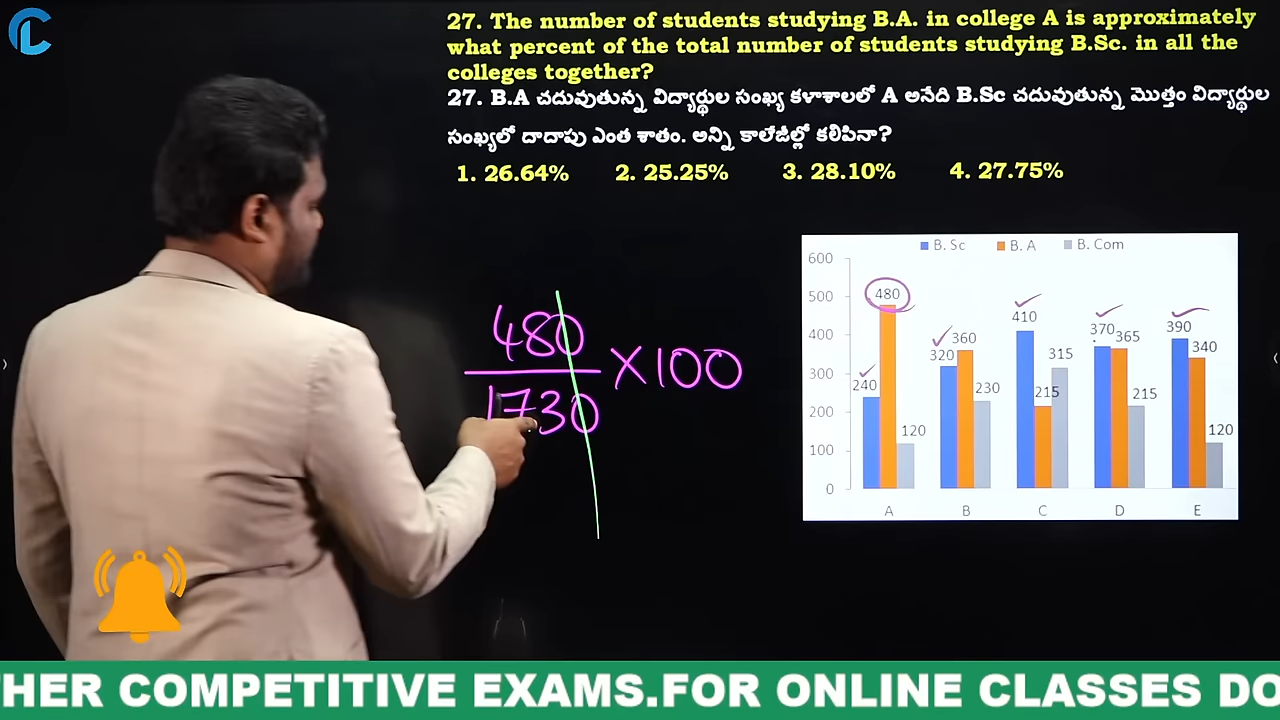 27. The number of students studying B.A. in college A is approximately
what percent of the total number of students studying B.Sc. in all the
colleges together?
27. B.A చదువుతున్న విద్యార్థుల సంఖ్య కళాశాలలో A అనేది B.Sc చదువుతున్న మొత్తం విద్యార్థుల
సంఖ్యలో దాదాపు ఎంత శాతం. అన్ని కాలేజీల్లో కలిపినా?
1. 26.64% 2. 25.25% 3. 28.10% 4. 27.75%
B. Sc B. A B. Com
600
500
400
300
200
100
0
240 480 120
320 360 230
410 215 315
370 365 215
390 340 120
A B C D E
480
1730
X100
THER COMPETITIVE EXAMS.FOR ONLINE CLASSES DO